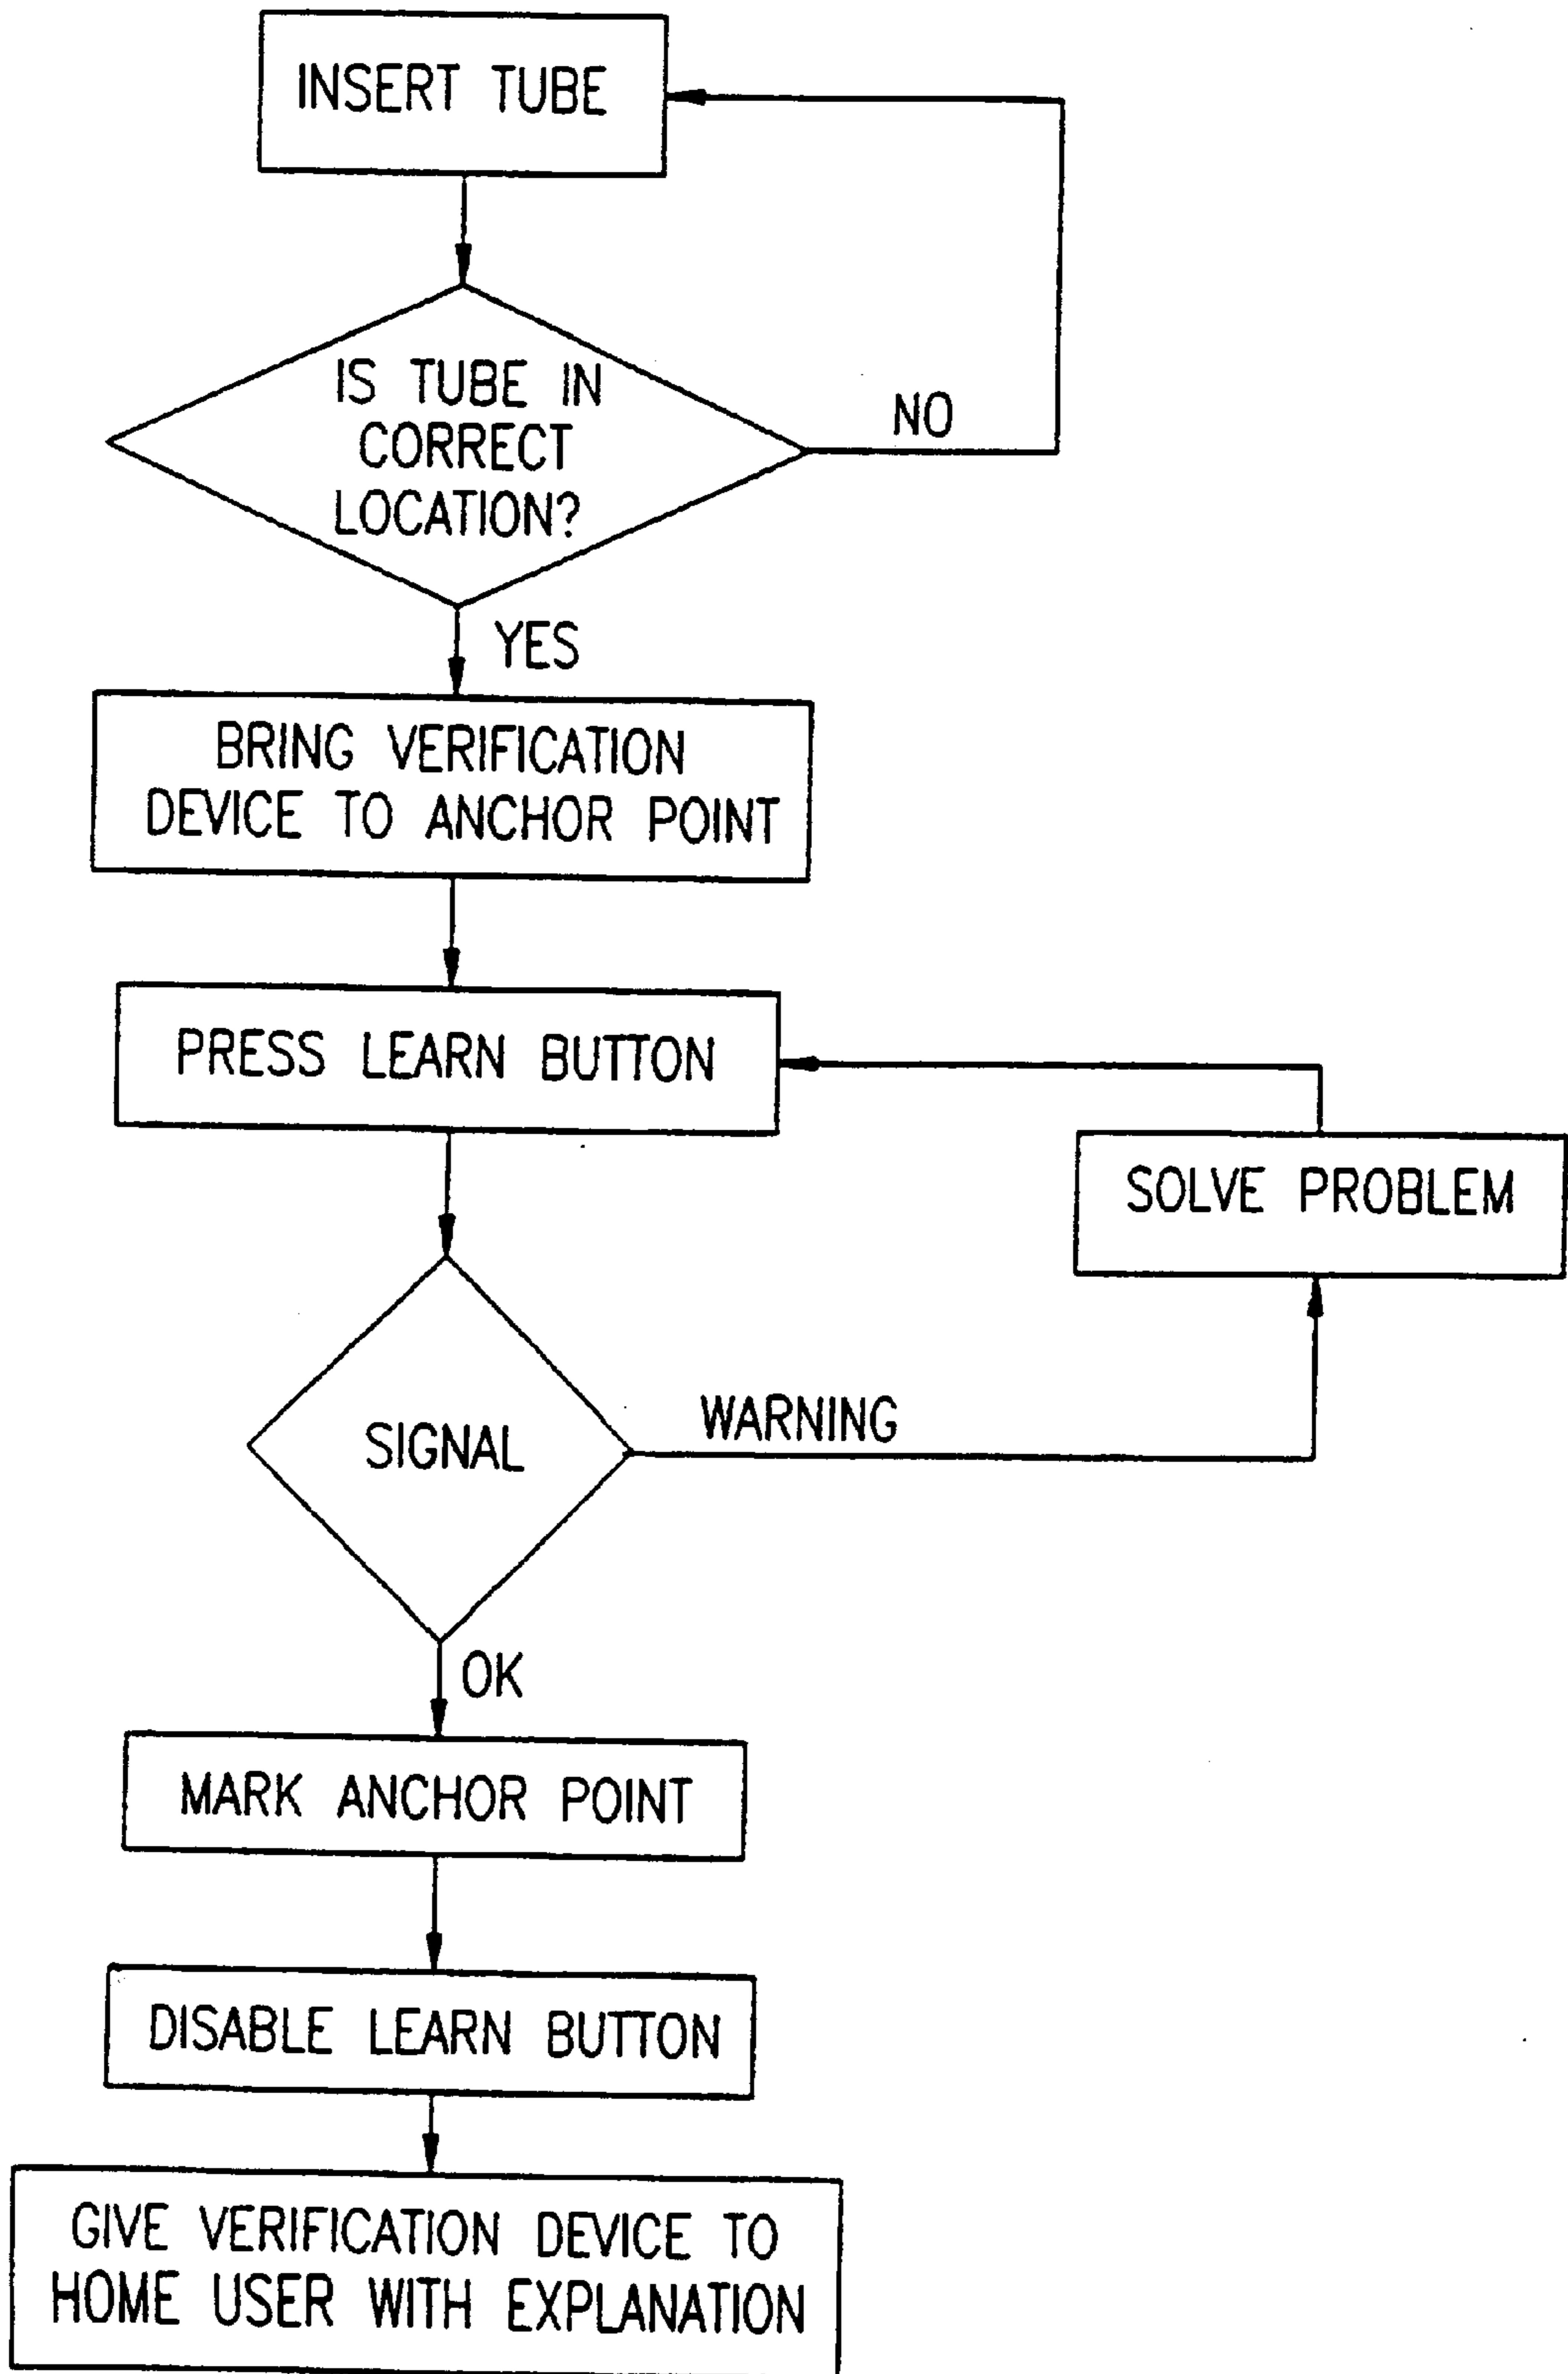 INSERT TUBE
IS TUBE IN
CORRECT
LOCATION?
NO
YES
BRING VERIFICATION
DEVICE TO ANCHOR POINT
PRESS LEARN BUTTON
SOLVE PROBLEM
SIGNAL
WARNING
OK
MARK ANCHOR POINT
DISABLE LEARN BUTTON
GIVE VERIFICATION DEVICE TO
HOME USER WITH EXPLANATION